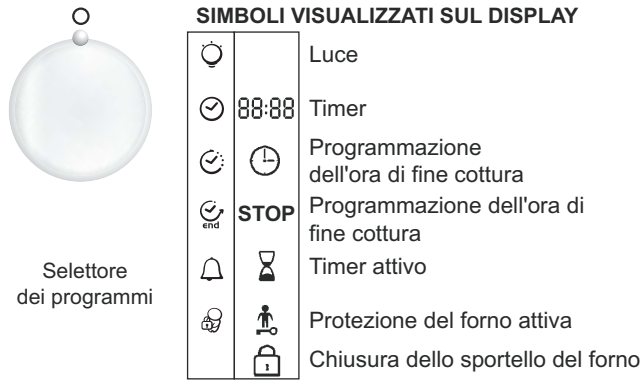 SIMBOLI VISUALIZZATI SUL DISPLAY
Luce
88:88 Timer
Programmazione
dell'ora di fine cottura
end STOP Programmazione dell'ora di
fine cottura
Timer attivo
Selettore
dei programmi
Protezione del forno attiva
Chiusura dello sportello del forno